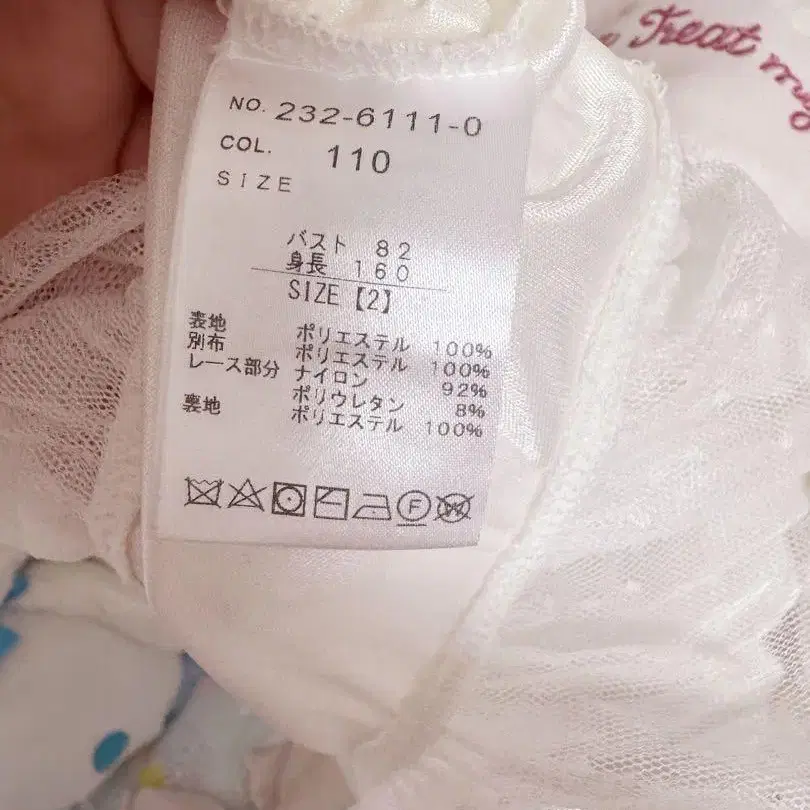 Treat my
NO. 232-6111-0
COL. 110
SIZE
バスト 82
身長 160
SIZE【2】
表地 ポリエステル 100%
別布 ポリエステル 100%
レース部分 ナイロン 92%
ポリウレタン 8%
裏地 ポリエステル 100%
F